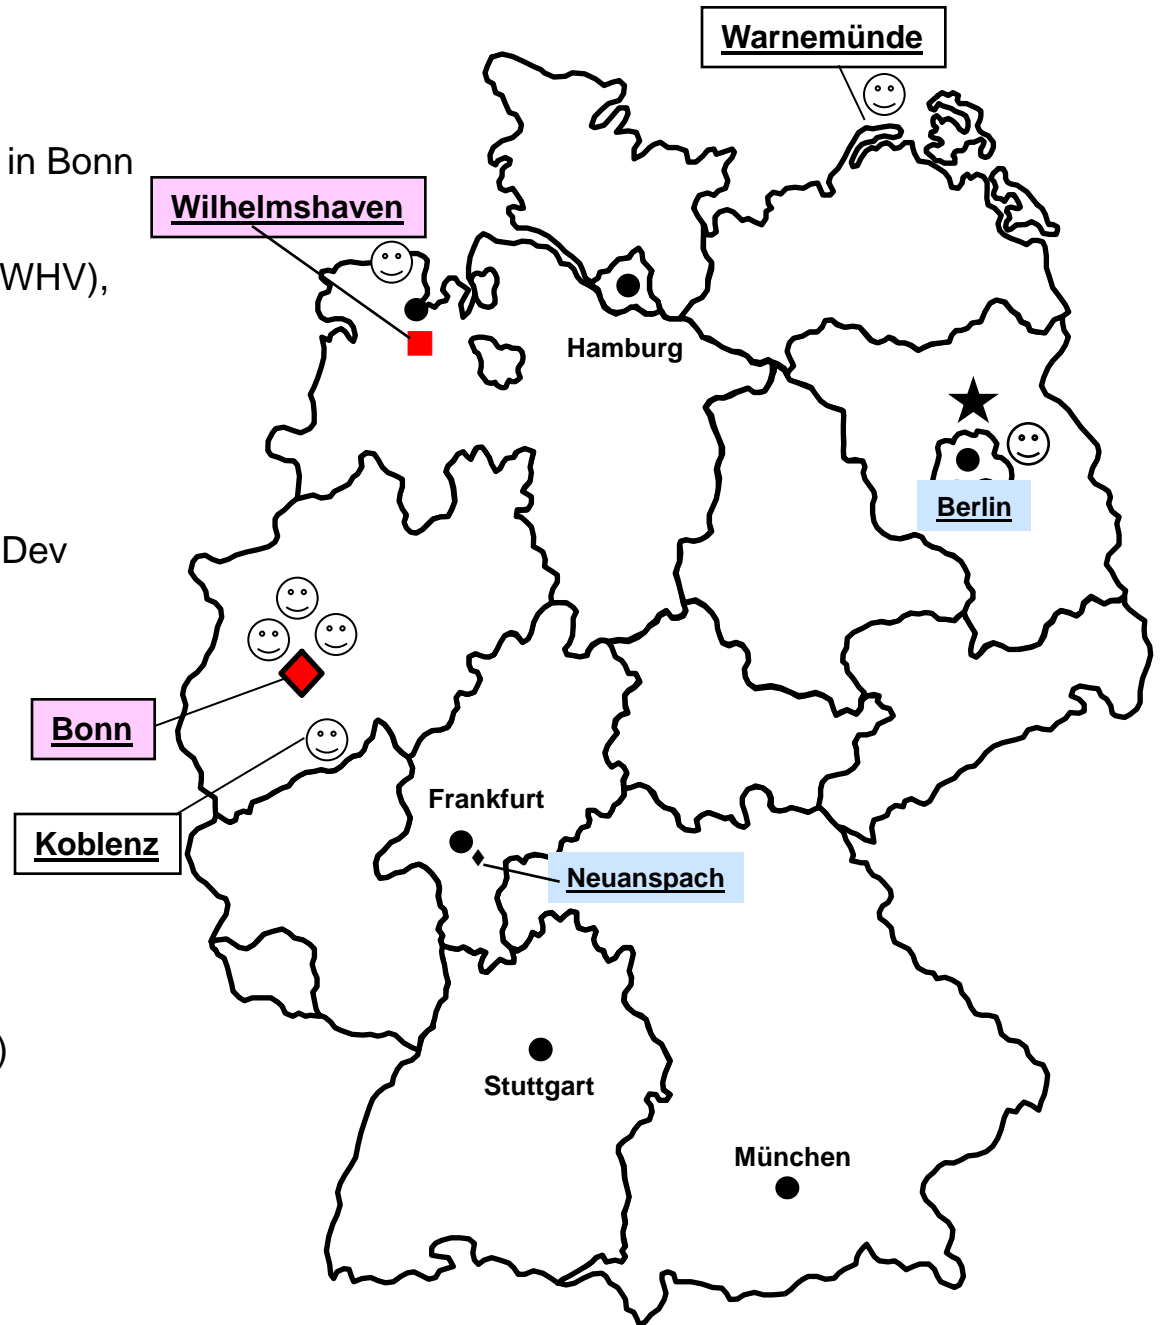 Warnemünde
in Bonn
Wilhelmshaven
WHV),
Hamburg
Berlin
Dev
Bonn
Frankfurt
Koblenz
Neuanspach
)
Stuttgart
München